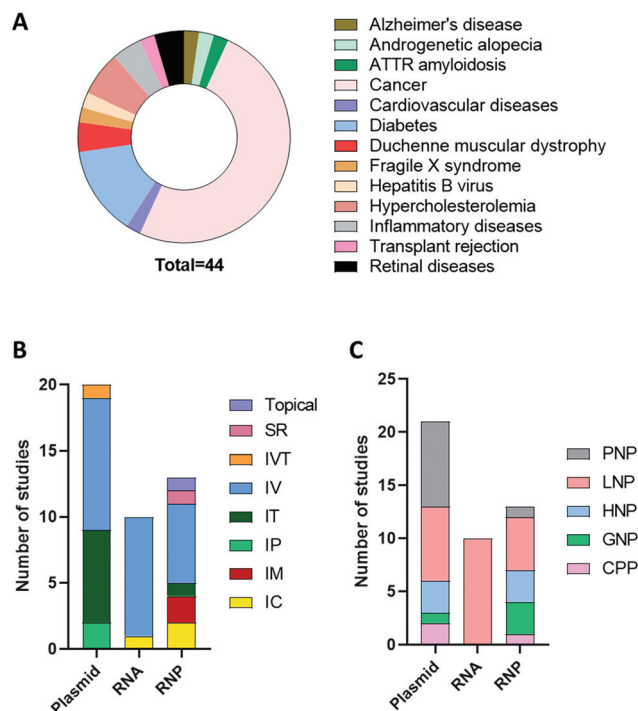 A
Alzheimer's disease
Androgenetic alopecia
ATTR amyloidosis
Cancer
Cardiovascular diseases
Diabetes
Duchenne muscular dystrophy
Fragile X syndrome
Hepatitis B virus
Hypercholesterolemia
Inflammatory diseases
Transplant rejection
Retinal diseases
Total=44
B
Number of studies
20
15
10
5
0
Plasmid
RNA
RNP
Topical
SR
IVT
IV
IT
IP
IM
IC
C
Number of studies
25
20
15
10
5
0
Plasmid
RNA
RNP
PNP
LNP
HNP
GNP
CPP